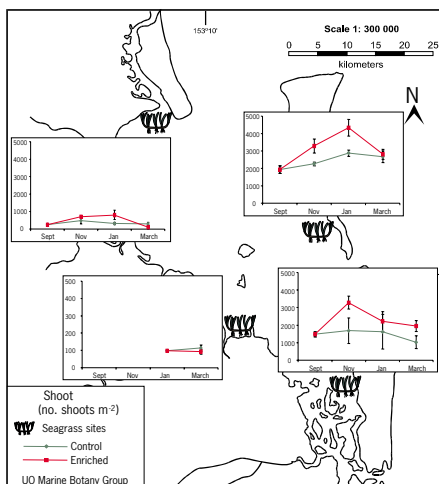 153º10'
Scale 1: 300 000
0 5 10 15 20 25
kilometers
N
5000
4000
3000
2000
1000
0
Sept Nov Jan March
5000
4000
3000
2000
1000
0
Sept Nov Jan March
500
400
300
200
100
0
Sept Nov Jan March
4000
3000
2000
1000
0
Sept Nov Jan March
Shoot
(no. shoots m-2)
Seagrass sites
Control
Enriched
UQ Marine Botany Group